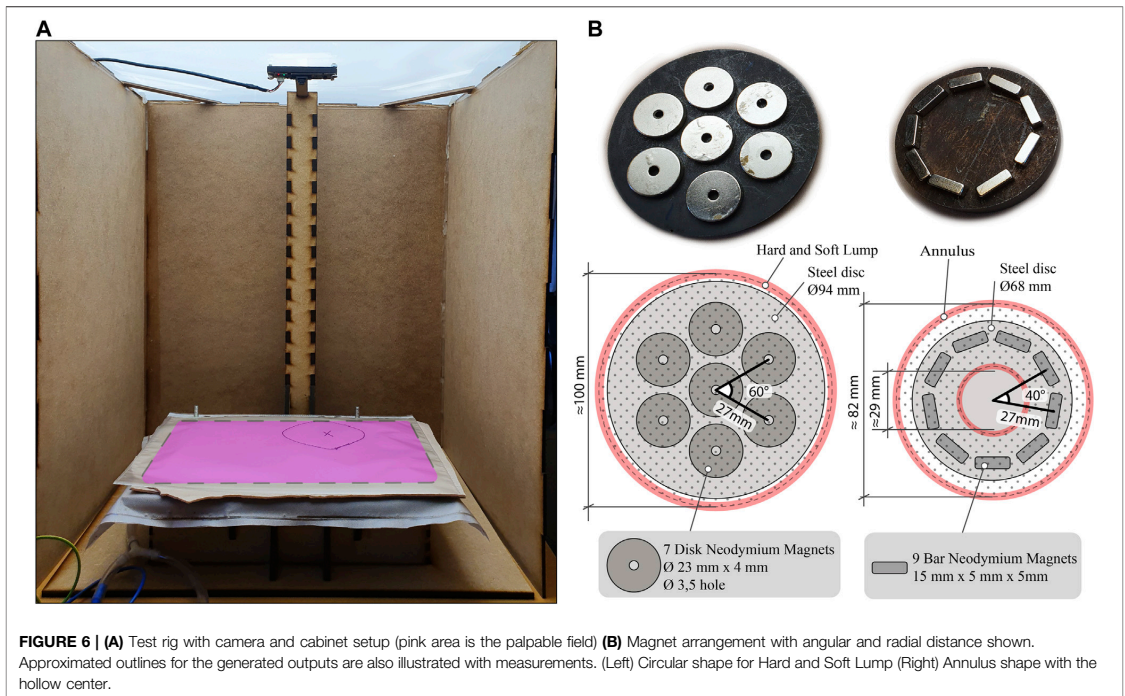 A
B
Hard and Soft Lump
Steel disc
Ø94 mm
≈100 mm
60°
27mm
7 Disk Neodymium Magnets
Ø 23 mm x 4 mm
Ø 3,5 hole
Annulus
Steel disc
Ø68 mm
≈ 82 mm
≈29 mm
40°
27mm
9 Bar Neodymium Magnets
15 mm x 5 mm x 5mm
FIGURE 6 | (A) Test rig with camera and cabinet setup (pink area is the palpable field) (B) Magnet arrangement with angular and radial distance shown.
Approximated outlines for the generated outputs are also illustrated with measurements. (Left) Circular shape for Hard and Soft Lump (Right) Annulus shape with the
hollow center.